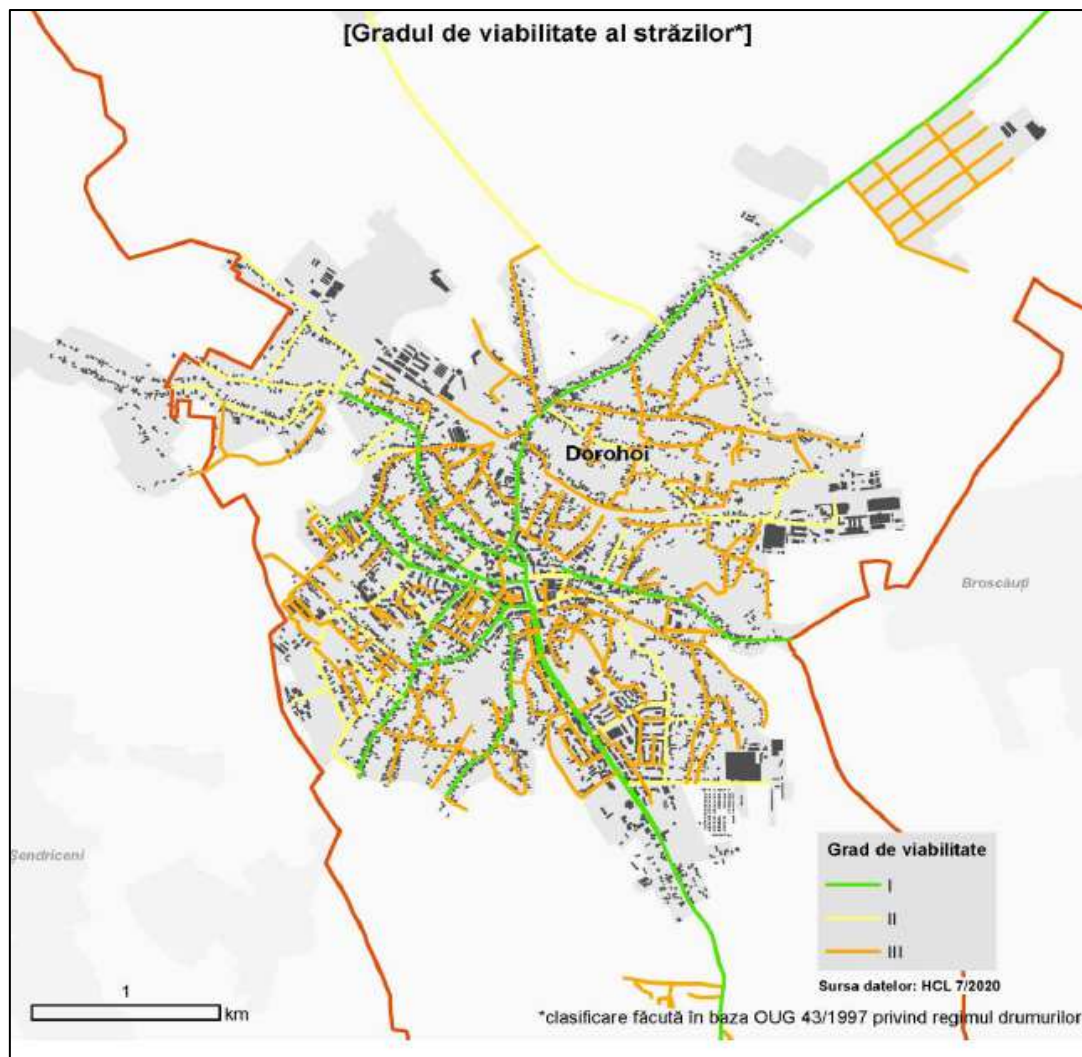 [Gradul de viabilitate al străzilor*]
Dorohoi
Broscăuți
Șendriceni
Grad de viabilitate
I
II
III
Sursa datelor: HCL 7/2020
1
km
*clasificare făcută în baza OUG 43/1997 privind regimul drumurilor